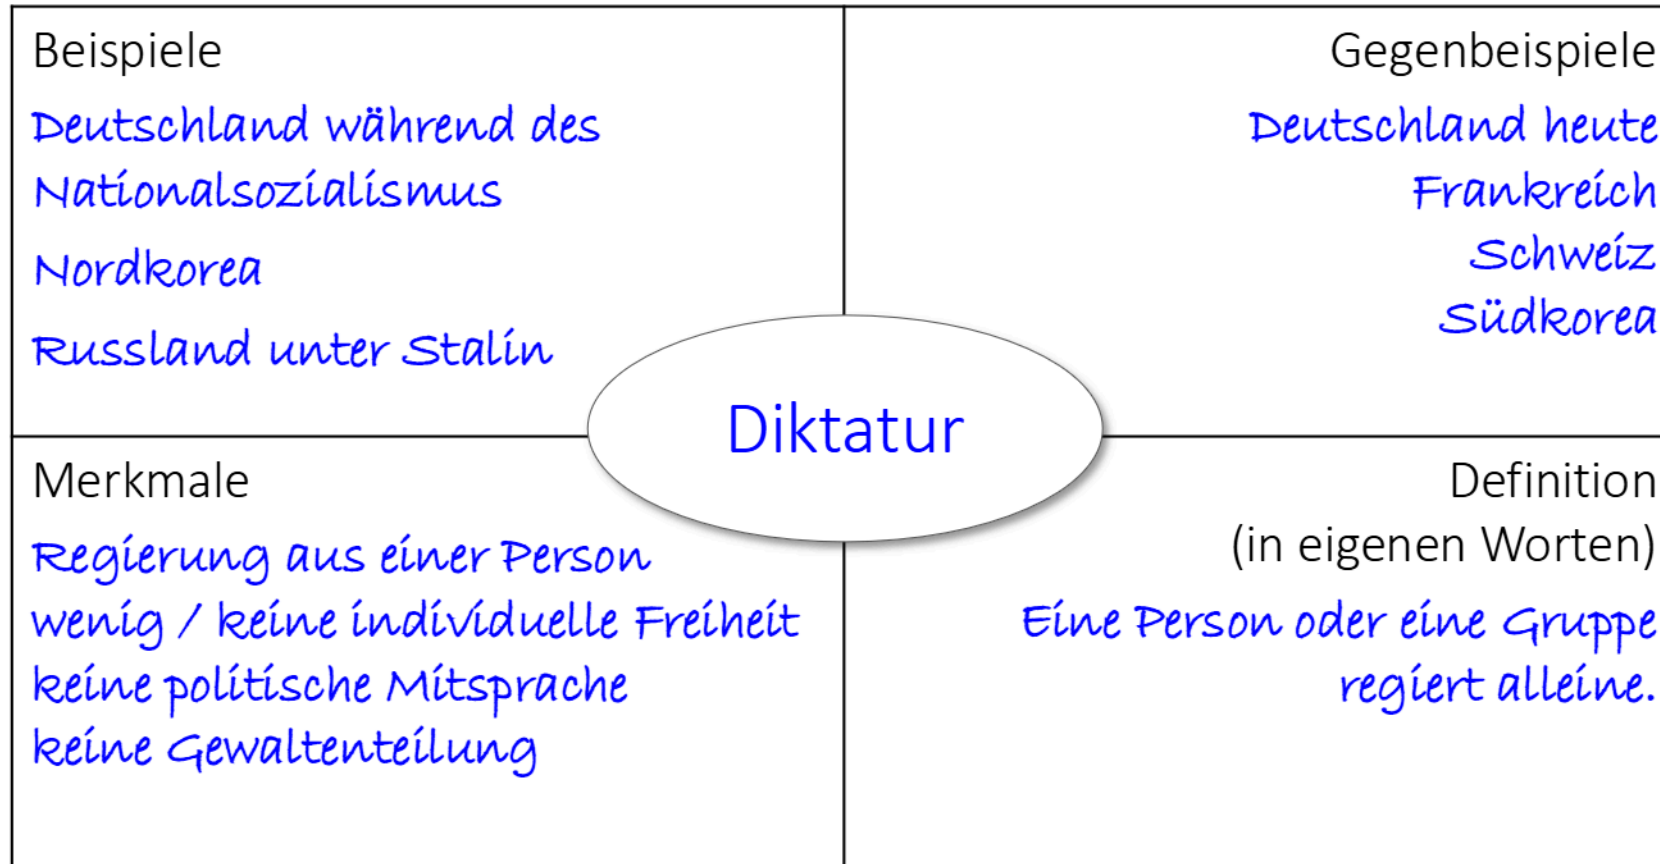 Beispiele
Deutschland während des
Nationalsozialismus
Nordkorea
Russland unter Stalin
Gegenbeispiele
Deutschland heute
Frankreich
Schweiz
Südkorea
Diktatur
Merkmale
Regierung aus einer Person
wenig / keine individuelle Freiheit
keine politische Mitsprache
keine Gewaltenteilung
Definition
(in eigenen Worten)
Eine Person oder eine Gruppe
regiert alleine.